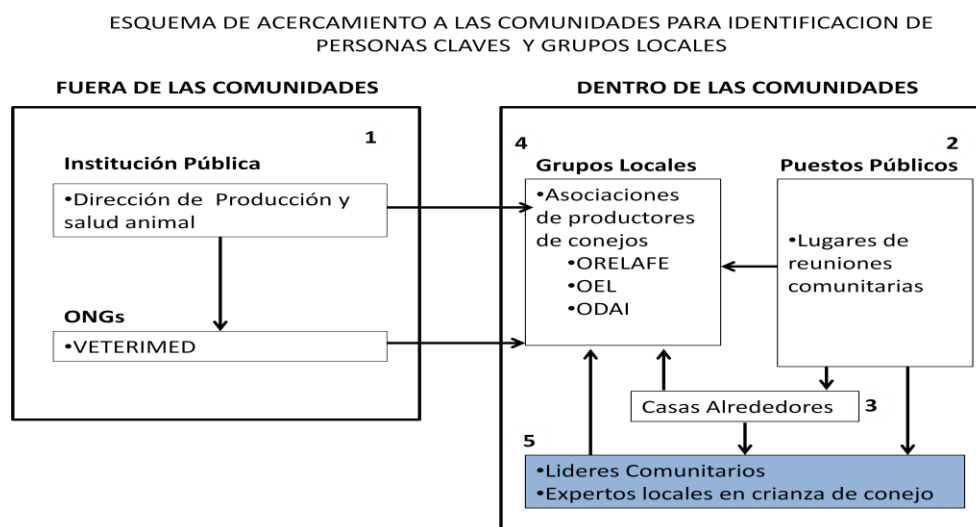 ESQUEMA DE ACERCAMIENTO A LAS COMUNIDADES PARA IDENTIFICACION DE
PERSONAS CLAVES Y GRUPOS LOCALES
FUERA DE LAS COMUNIDADES
1
Institución Pública
•Dirección de Producción y
salud animal
ONGs
•VETERIMED
DENTRO DE LAS COMUNIDADES
4
Grupos Locales
•Asociaciones
de productores
de conejos
•ORELAFE
•OEL
•ODAI
2
Puestos Públicos
•Lugares de
reuniones
comunitarias
Casas Alrededores
3
5
•Lideres Comunitarios
•Expertos locales en crianza de conejo